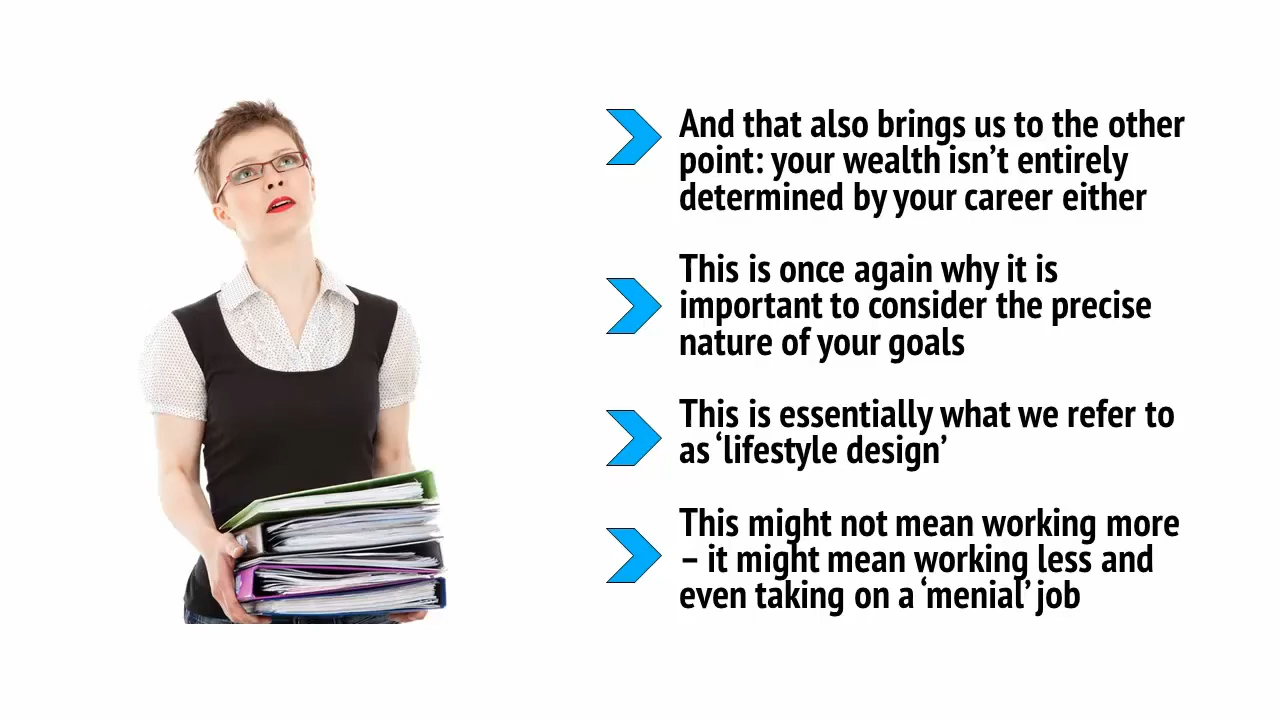 And that also brings us to the other
point: your wealth isn’t entirely
determined by your career either
This is once again why it is
important to consider the precise
nature of your goals
This is essentially what we refer to
as ‘lifestyle design’
This might not mean working more
– it might mean working less and
even taking on a ‘menial’ job